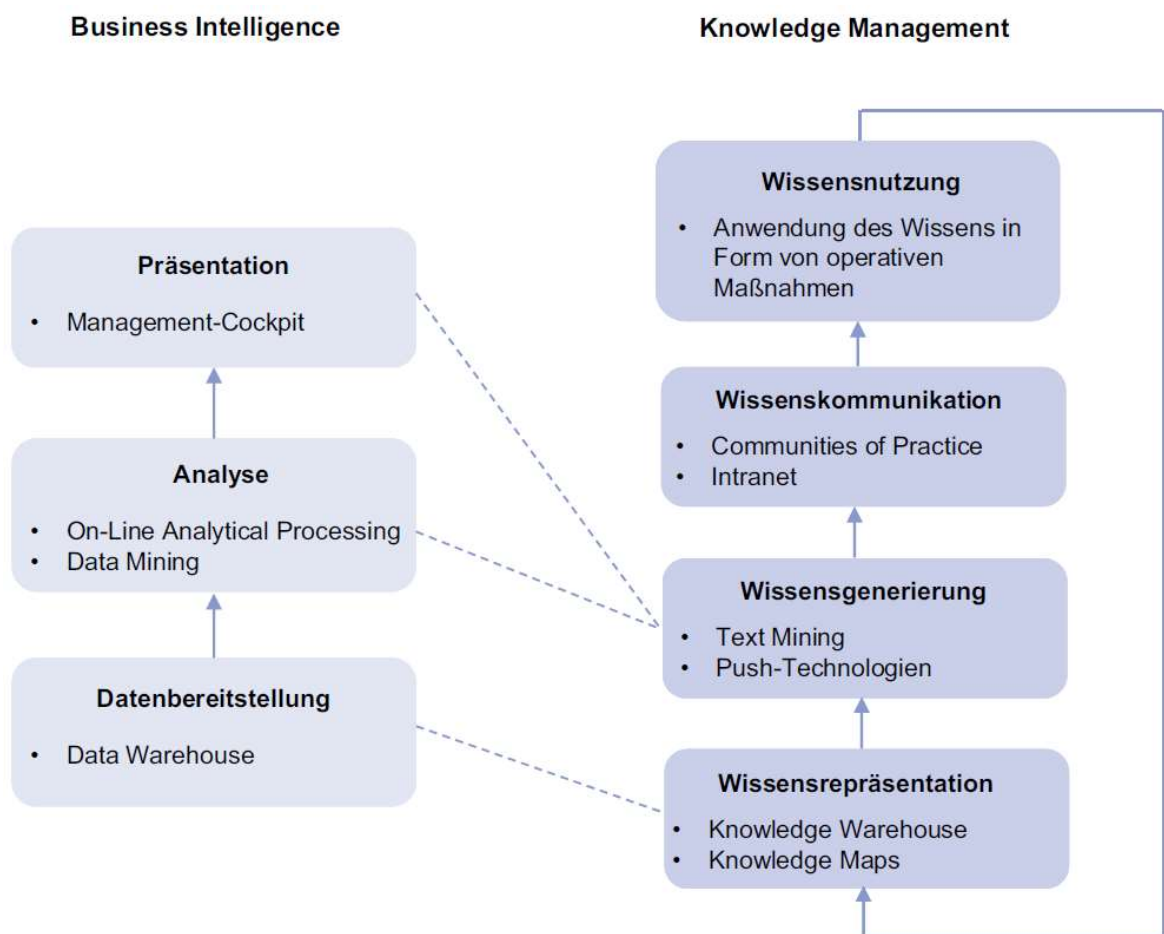 Business Intelligence
Knowledge Management
Präsentation
• Management-Cockpit
Analyse
• On-Line Analytical Processing
• Data Mining
Datenbereitstellung
• Data Warehouse
Wissensnutzung
• Anwendung des Wissens in
Form von operativen
Maßnahmen
Wissenskommunikation
• Communities of Practice
• Intranet
Wissensgenerierung
• Text Mining
• Push-Technologien
Wissensrepräsentation
• Knowledge Warehouse
• Knowledge Maps